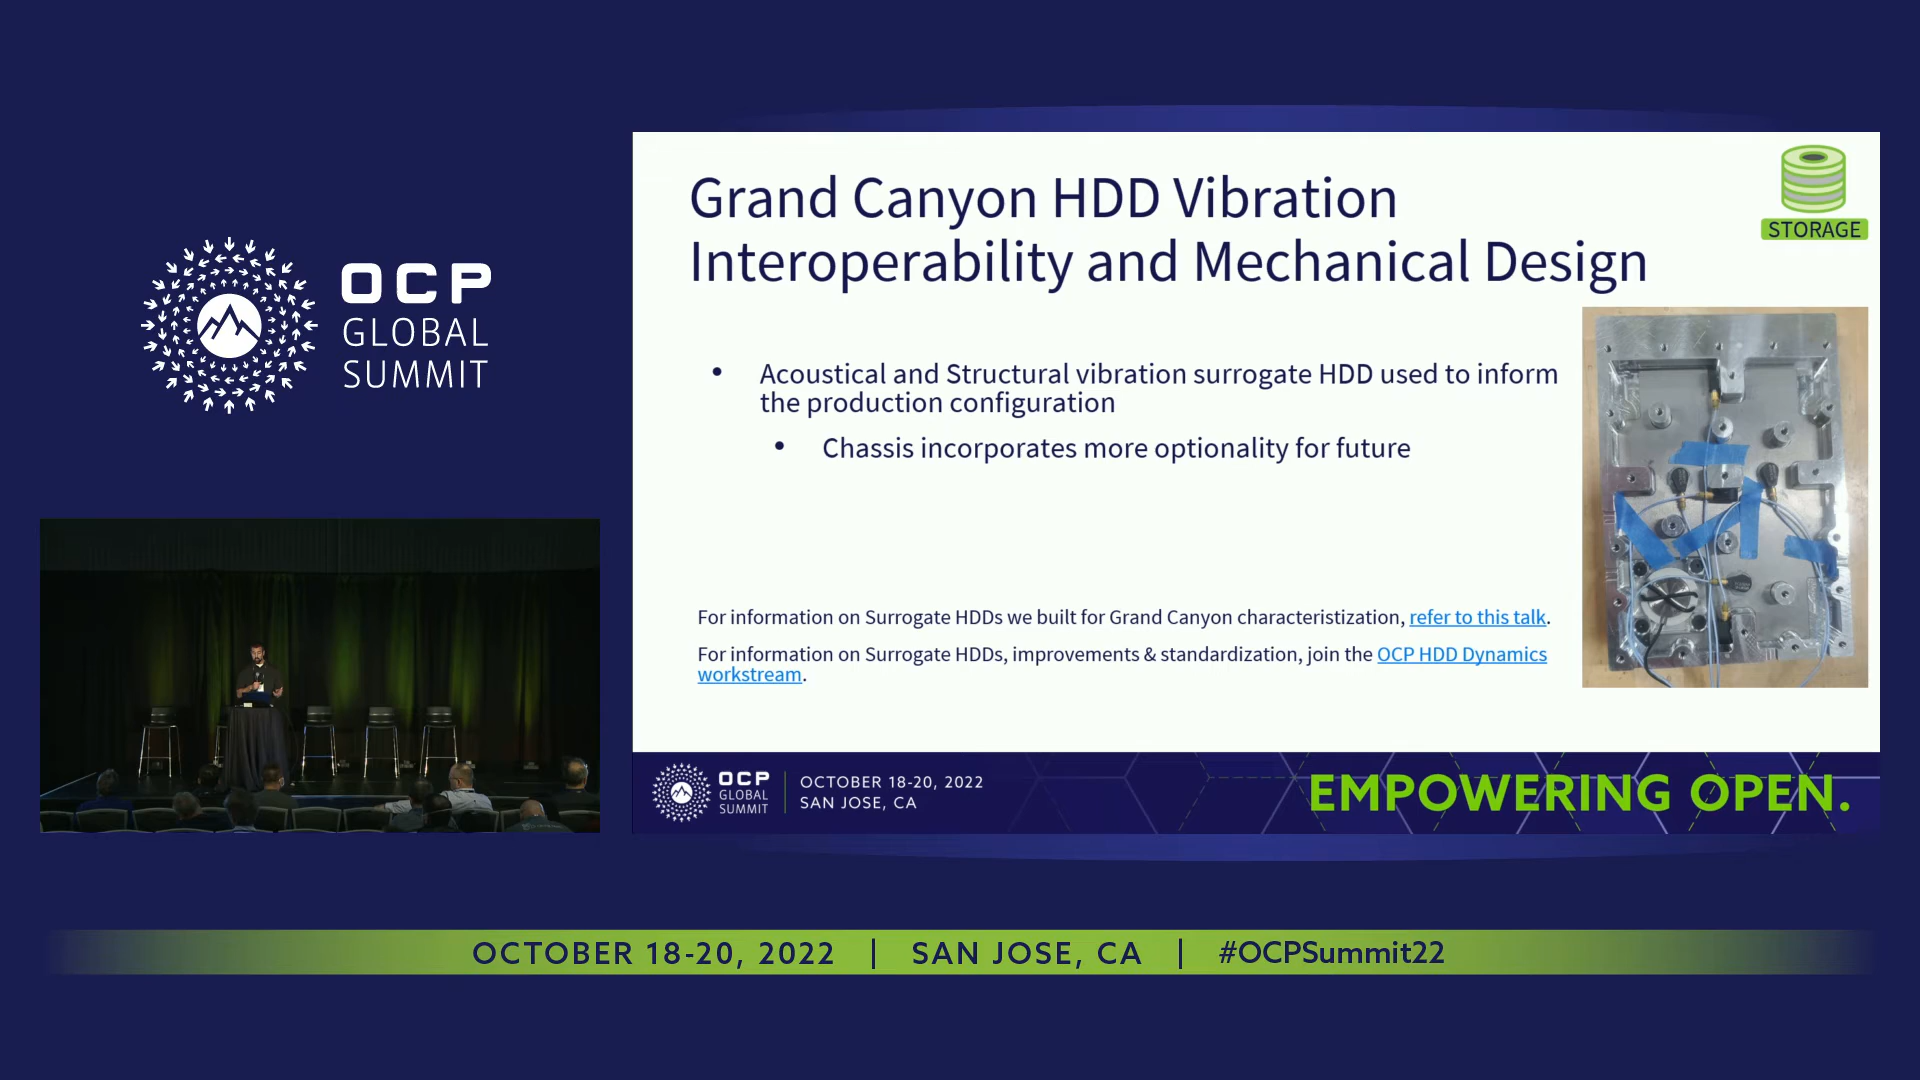 OCP
GLOBAL
SUMMIT
Grand Canyon HDD Vibration
Interoperability and Mechanical Design
STORAGE
• Acoustical and Structural vibration surrogate HDD used to inform
the production configuration
• Chassis incorporates more optionality for future
For information on Surrogate HDDs we built for Grand Canyon charactistization, refer to this talk.
For information on Surrogate HDDs, improvements & standardization, join the OCP HDD Dynamics
workstream.
OCP
GLOBAL
SUMMIT
OCTOBER 18-20, 2022
SAN JOSE, CA
EMPOWERING OPEN.
OCTOBER 18-20, 2022 | SAN JOSE, CA | #OCPSummit22